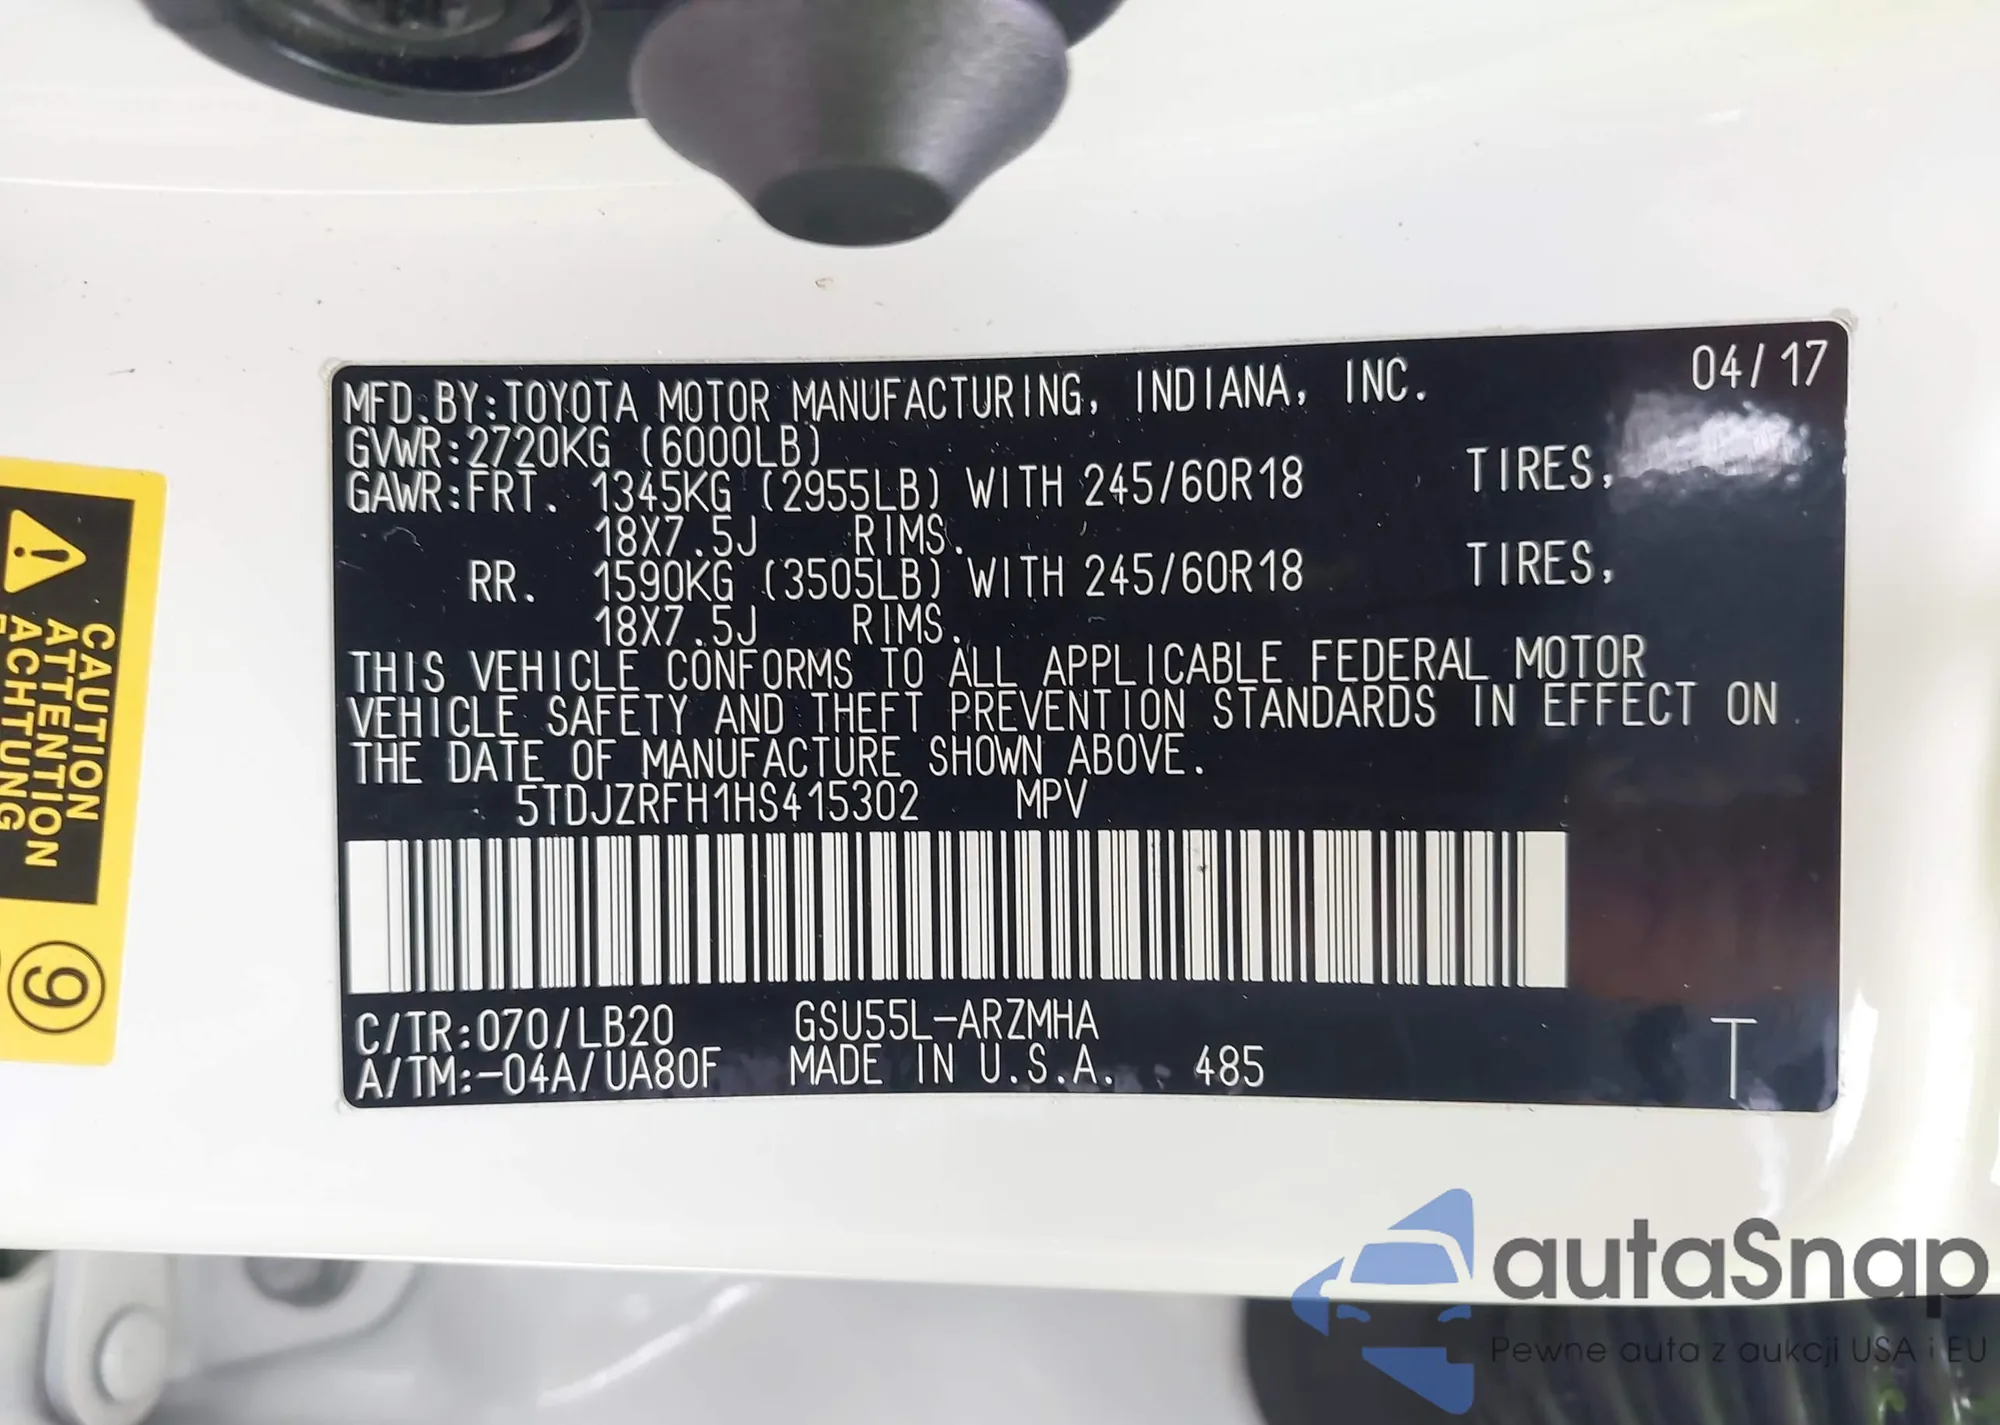 MFD.BY:TOYOTA MOTOR MANUFACTURING, INDIANA, INC. 04/17
GVWR:2720KG (6000LB)
GAWR:FRT. 1345KG (2955LB) WITH 245/60R18 TIRES,
18X7.5J RIMS.
RR. 1590KG (3505LB) WITH 245/60R18 TIRES,
18X7.5J RIMS.
THIS VEHICLE CONFORMS TO ALL APPLICABLE FEDERAL MOTOR
VEHICLE SAFETY AND THEFT PREVENTION STANDARDS IN EFFECT ON
THE DATE OF MANUFACTURE SHOWN ABOVE.
5TDJZRFH1HS415302 MPV
C/TR:070/LB20 GSU55L-ARZMHA
A/TM:-04A/UA80F MADE IN U.S.A. 485 T
CAUTION
ATTENTION
ACHTUNG
9
autaSnap
Pewne auta z aukcji USA i EU